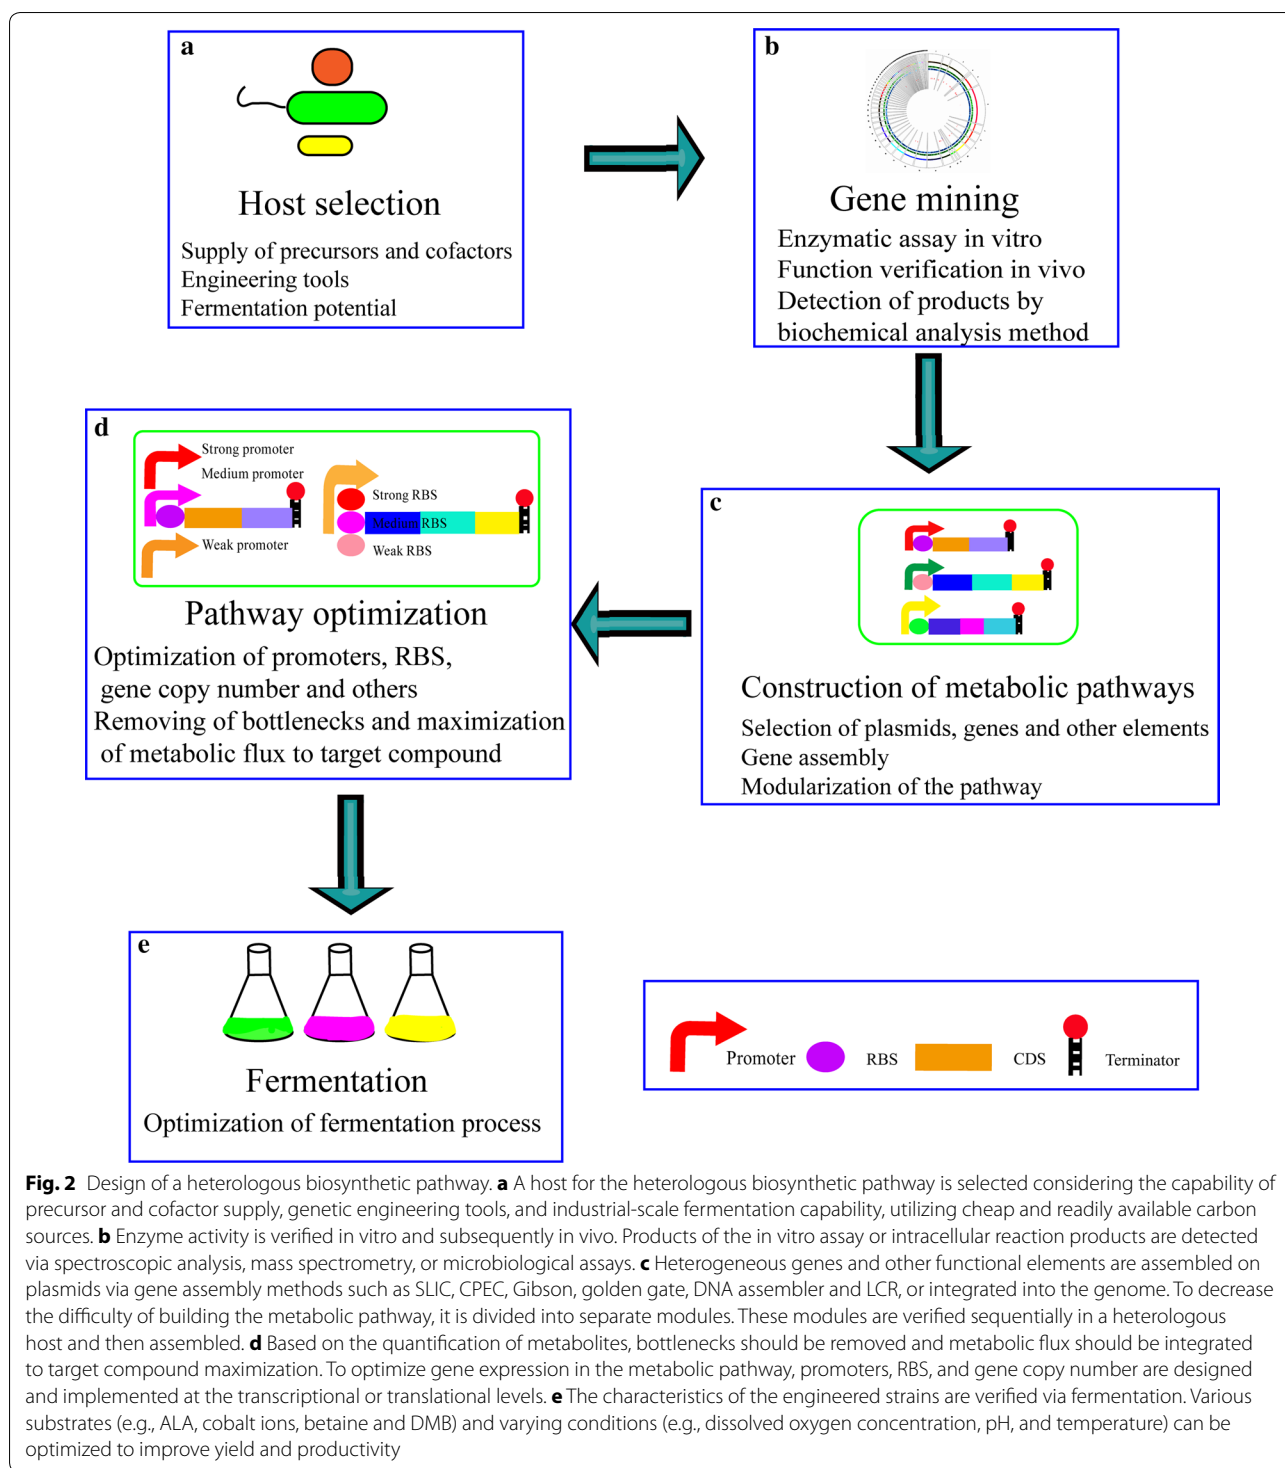 a
Host selection
Supply of precursors and cofactors
Engineering tools
Fermentation potential
b
Gene mining
Enzymatic assay in vitro
Function verification in vivo
Detection of products by
biochemical analysis method
c
Construction of metabolic pathways
Selection of plasmids, genes and other elements
Gene assembly
Modularization of the pathway
d
Strong promoter
Medium promoter
Weak promoter
Strong RBS
Medium RBS
Weak RBS
Pathway optimization
Optimization of promoters, RBS,
gene copy number and others
Removing of bottlenecks and maximization
of metabolic flux to target compound
e
Fermentation
Optimization of fermentation process
Promoter RBS CDS Terminator
Fig. 2 Design of a heterologous biosynthetic pathway. a A host for the heterologous biosynthetic pathway is selected considering the capability of
precursor and cofactor supply, genetic engineering tools, and industrial-scale fermentation capability, utilizing cheap and readily available carbon
sources. b Enzyme activity is verified in vitro and subsequently in vivo. Products of the in vitro assay or intracellular reaction products are detected
via spectroscopic analysis, mass spectrometry, or microbiological assays. c Heterogeneous genes and other functional elements are assembled on
plasmids via gene assembly methods such as SLIC, CPEC, Gibson, golden gate, DNA assembler and LCR, or integrated into the genome. To decrease
the difficulty of building the metabolic pathway, it is divided into separate modules. These modules are verified sequentially in a heterologous
host and then assembled. d Based on the quantification of metabolites, bottlenecks should be removed and metabolic flux should be integrated
to target compound maximization. To optimize gene expression in the metabolic pathway, promoters, RBS, and gene copy number are designed
and implemented at the transcriptional or translational levels. e The characteristics of the engineered strains are verified via fermentation. Various
substrates (e.g., ALA, cobalt ions, betaine and DMB) and varying conditions (e.g., dissolved oxygen concentration, pH, and temperature) can be
optimized to improve yield and productivity